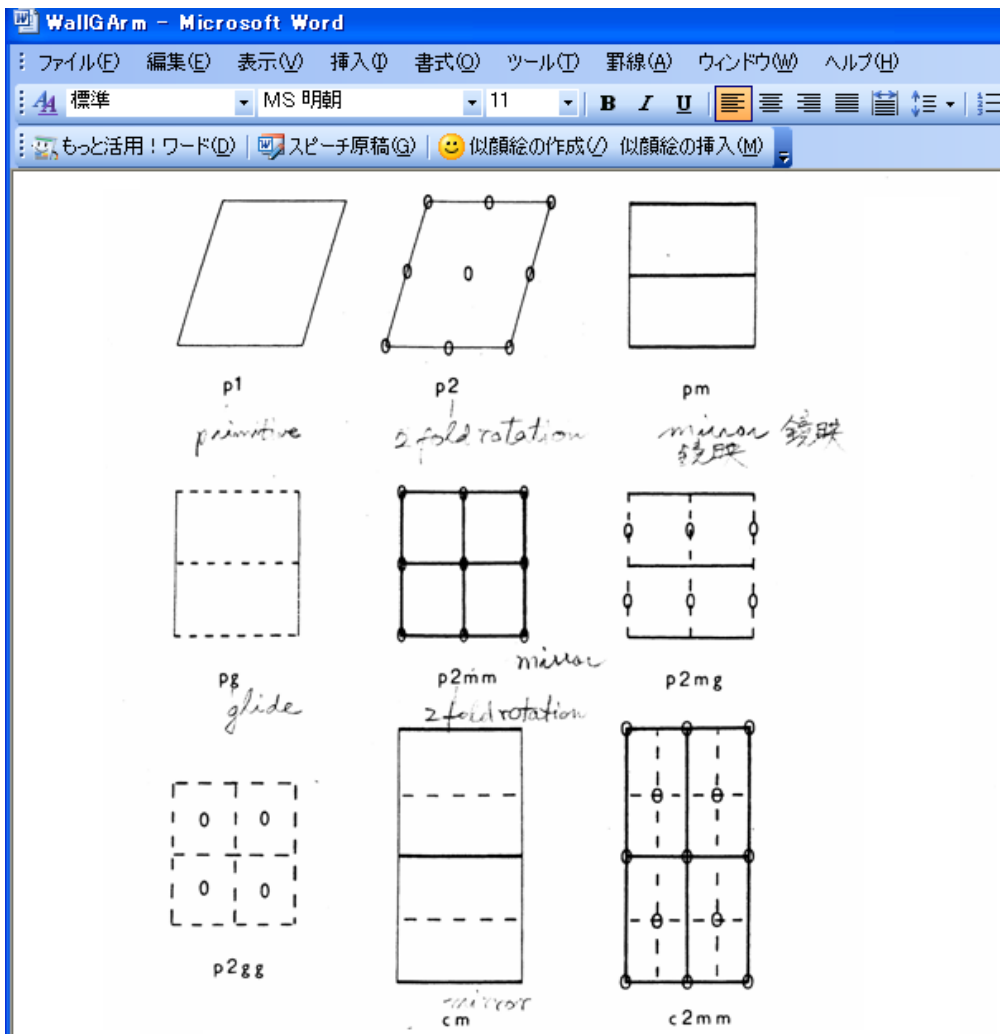 WallGArm - Microsoft Word
ファイル(F) 編集(E) 表示(V) 挿入(I) 書式(O) ツール(T) 罫線(A) ウィンドウ(W) ヘルプ(H)
標準 MS 明朝 11 B I U
もっと活用！ワード(D) スピーチ原稿(G) 似顔絵の作成(/) 似顔絵の挿入(M)
p1 p2 pm
primitive 2 fold rotation mirror 鏡映
鏡映
mirror
pg p2mm p2mg
glide 2 fold rotation
p2gg
mirror
cm c2mm